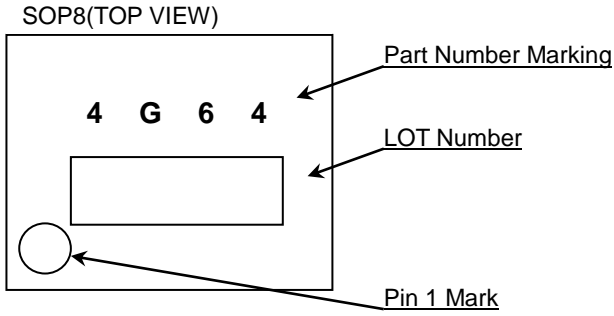 SOP8(TOP VIEW)
Part Number Marking
4 G 6 4
LOT Number
Pin 1 Mark